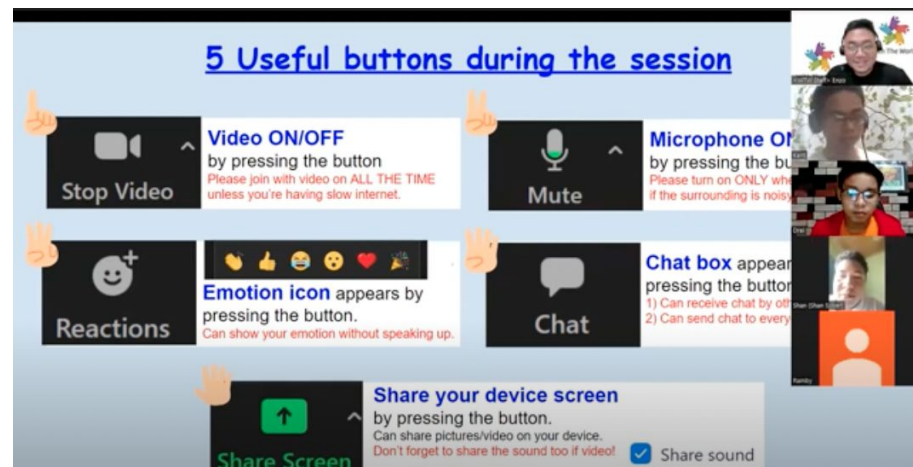 5 Useful buttons during the session
Stop Video
Video ON/OFF
by pressing the button
Please join with video on ALL THE TIME
unless you're having slow internet.
Mute
Microphone
by pressing the
Please turn on ONLY
if the surrounding is noisy
Reactions
Emotion icon appears by
pressing the button.
Can show your emotion without speaking up.
Chat
Chat box appear
pressing the button
1) Can receive chat by
2) Can send chat to every
Share Screen
Share your device screen
by pressing the button.
Can share pictures/video on your device.
Don't forget to share the sound too if video!
Share sound
The
Shan